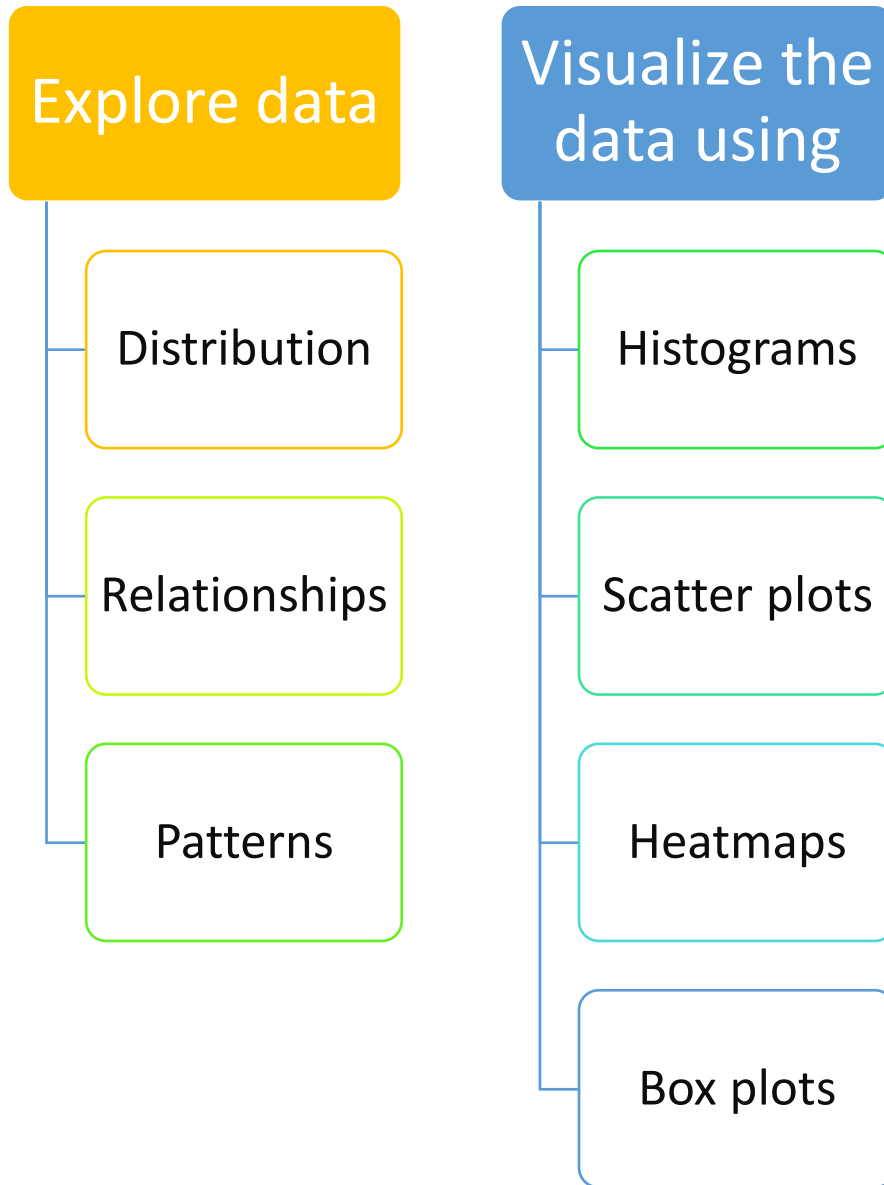 Explore data
Distribution
Relationships
Patterns
Visualize the
data using
Histograms
Scatter plots
Heatmaps
Box plots